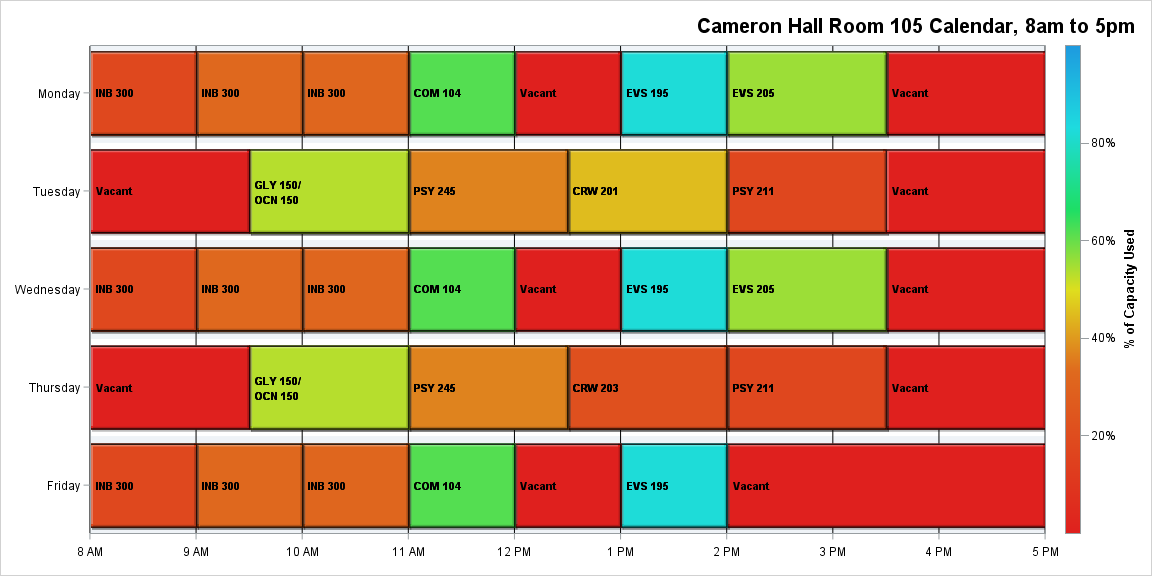 Cameron Hall Room 105 Calendar, 8am to 5pm
Monday
INB 300
INB 300
INB 300
COM 104
Vacant
EVS 195
EVS 205
Vacant
Tuesday
Vacant
GLY 150/
OCN 150
PSY 245
CRW 201
PSY 211
Vacant
Wednesday
INB 300
INB 300
INB 300
COM 104
Vacant
EVS 195
EVS 205
Vacant
Thursday
Vacant
GLY 150/
OCN 150
PSY 245
CRW 203
PSY 211
Vacant
Friday
INB 300
INB 300
INB 300
COM 104
Vacant
EVS 195
Vacant
8 AM
9 AM
10 AM
11 AM
12 PM
1 PM
2 PM
3 PM
4 PM
5 PM
80%
60%
40%
20%
% of Capacity Used